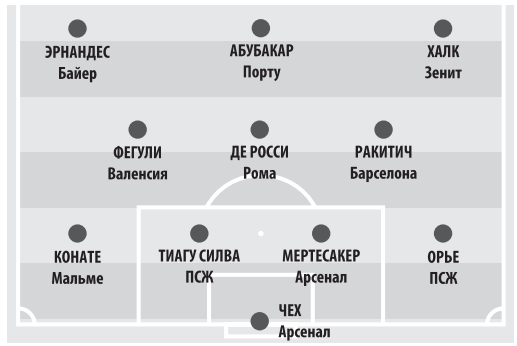 ЭРНАНДЕС
Байер
АБУБАКАР
Порту
ХАЛК
Зенит
ФЕГУЛИ
Валенсия
ДЕ РОССИ
Рома
РАКИТИЧ
Барселона
КОНАТЕ
Мальме
ТИАГУ СИЛВА
ПСЖ
МЕРТЕСАКЕР
Арсенал
ОРЬЕ
ПСЖ
ЧЕХ
Арсенал